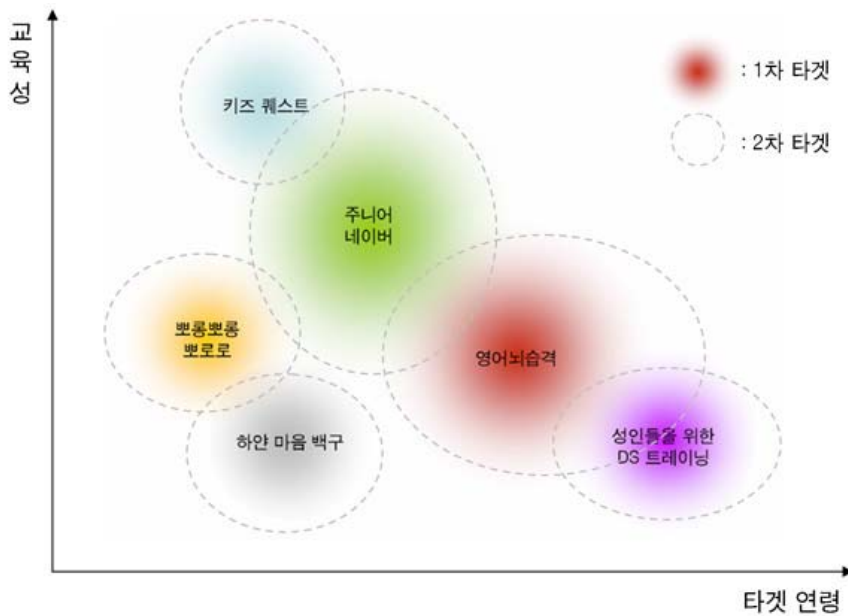 교육성
키즈 퀘스트
: 1차 타겟
: 2차 타겟
주니어
네이버
뽀롱뽀롱
뽀로로
영어뇌습격
하얀 마음 백구
성인들을 위한
DS 트레이닝
타겟 연령